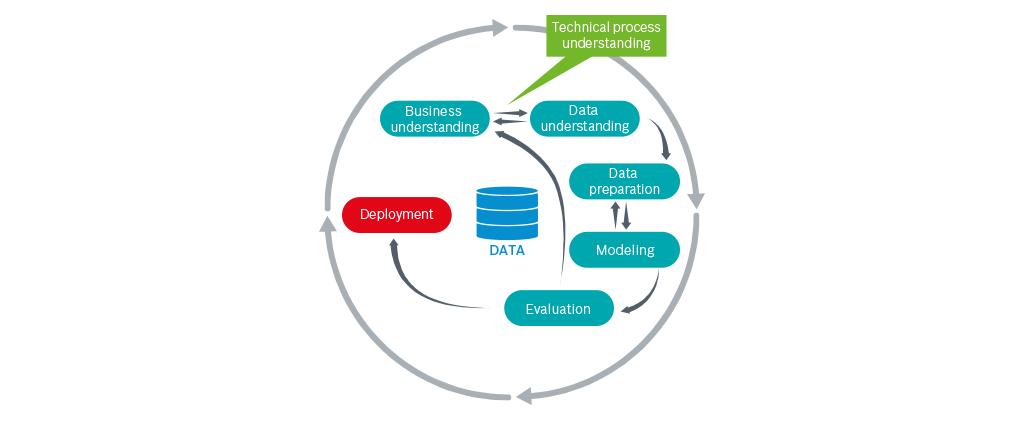 Technical process
understanding
Business
understanding
Data
understanding
Data
preparation
Deployment
DATA
Modeling
Evaluation